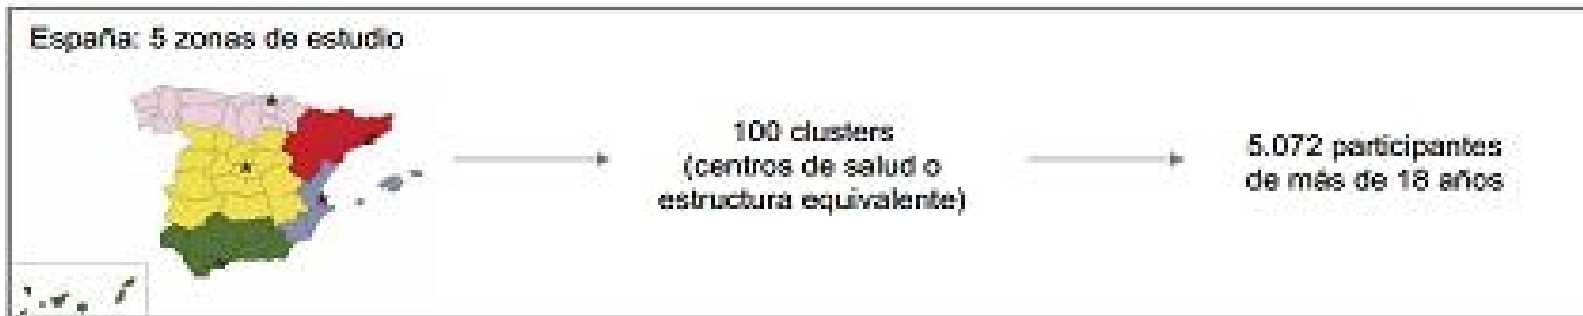 España: 5 zonas de estudio
100 clusters
(centros de salud o
estructura equivalente)
5.072 participantes
de más de 18 años